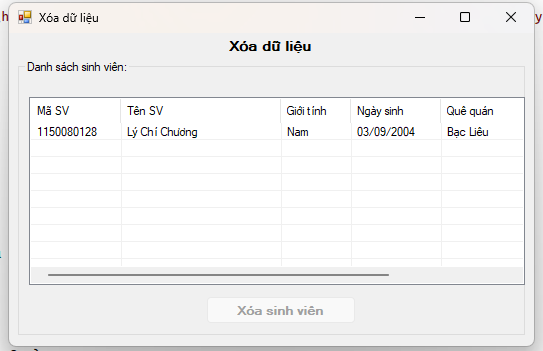 Xóa dữ liệu
Xóa dữ liệu
Danh sách sinh viên:
Mã SV Tên SV Giới tính Ngày sinh Quê quán
1150080128 Lý Chí Chương Nam 03/09/2004 Bạc Liêu
Xóa sinh viên